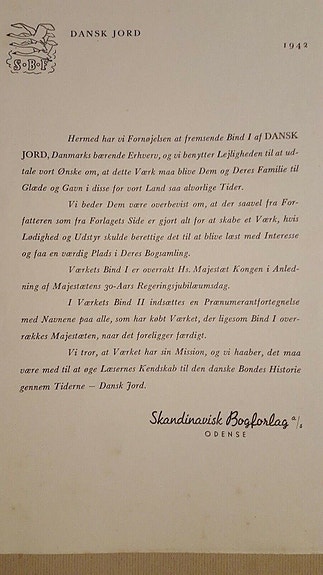 S·B·F
DANSK JORD
1942
Hermed har vi Fornøjelsen at fremsende Bind I af DANSK
JORD, Danmarks bærende Erhverv, og vi benytter Lejligheden til at ud-
tale vort Ønske om, at dette Værk maa blive Dem og Deres Familie til
Glæde og Gavn i disse for vort Land saa alvorlige Tider.
Vi beder Dem være overbevist om, at der saavel fra For-
fatteren som fra Forlagets Side er gjort alt for at skabe et Værk, hvis
Lødighed og Udstyr skulde berettige det til at blive læst med Interesse
og faa en værdig Plads i Deres Bogsamling.
Værkets Bind I er overrakt Hs. Majestæt Kongen i Anled-
ning af Majestætens 30-Aars Regeringsjubilæumsdag.
I Værkets Bind II indsættes en Prænumerantfortegnelse
med Navnene paa alle, som har købt Værket, der ligesom Bind I over-
rækkes Majestæten, naar det foreligger færdigt.
Vi tror, at Værket har sin Mission, og vi haaber, det maa
være med til at øge Læsernes Kendskab til den danske Bondes Historie
gennem Tiderne — Dansk Jord.
Skandinavisk Bogforlag a/s
ODENSE